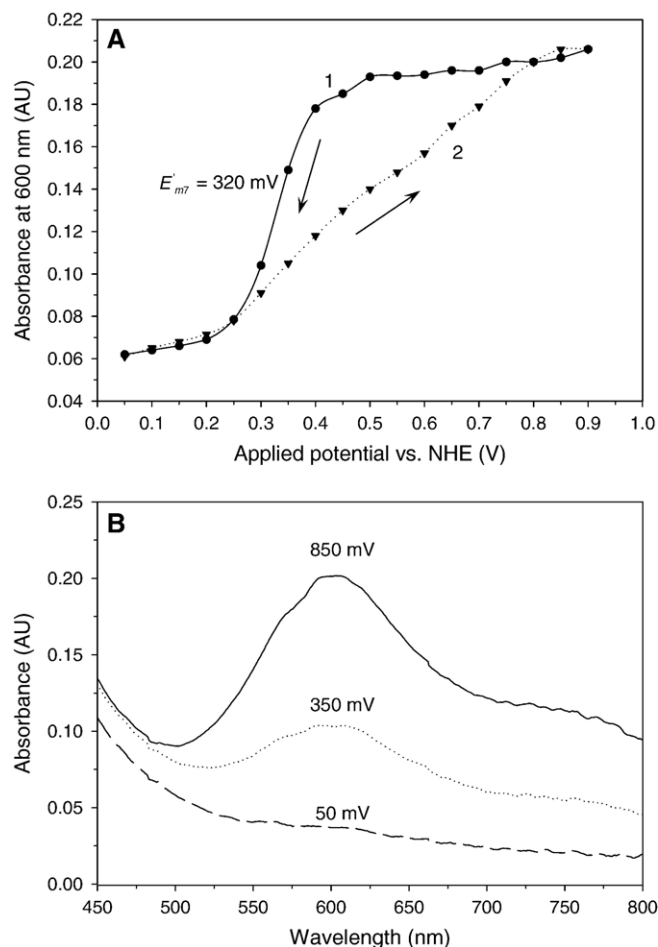 A
0.20
0.18
0.16
0.14
0.12
0.10
0.08
0.06
0.04
Absorbance at 600 nm (AU)
1
2
E'm7 = 320 mV
0.0 0.1 0.2 0.3 0.4 0.5 0.6 0.7 0.8 0.9 1.0
Applied potential vs. NHE (V)
B
0.25
0.20
0.15
0.10
0.05
0.00
Absorbance (AU)
850 mV
350 mV
50 mV
450 500 550 600 650 700 750 800
Wavelength (nm)